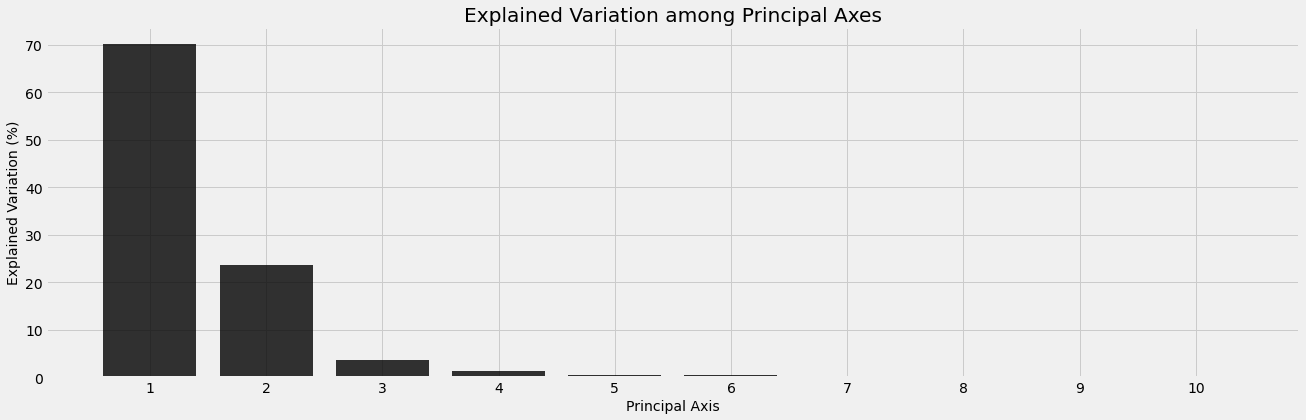 Explained Variation among Principal Axes
Explained Variation (%)
70
60
50
40
30
20
10
0
1 2 3 4 5 6 7 8 9 10
Principal Axis